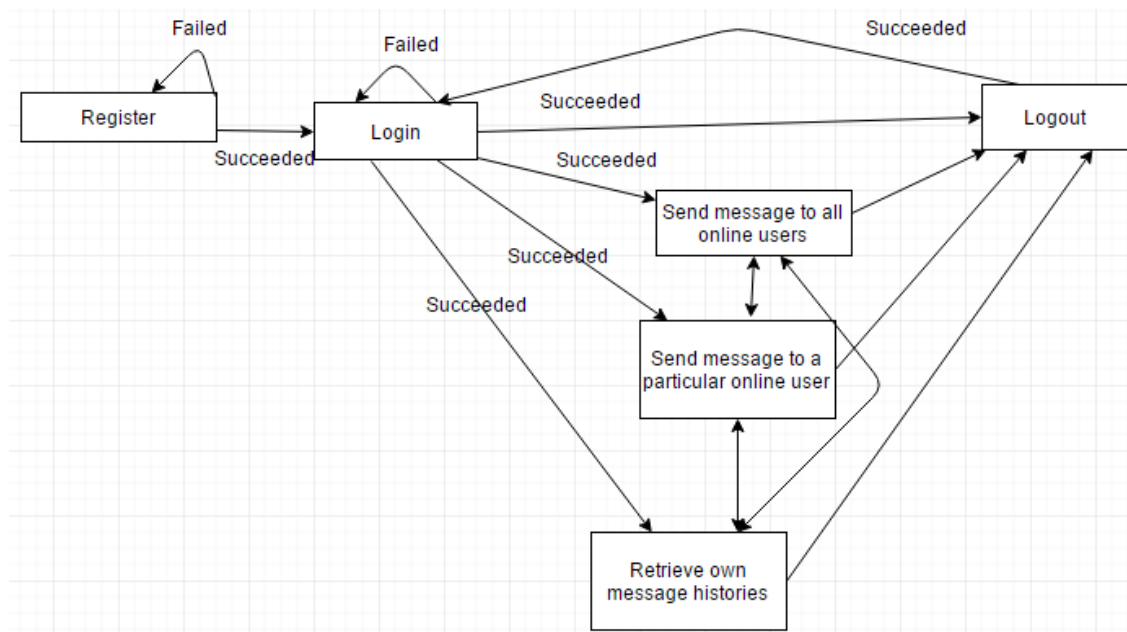 Failed
Failed
Succeeded
Register
Login
Succeeded
Logout
Succeeded
Succeeded
Send message to all
online users
Succeeded
Succeeded
Send message to a
particular online user
Retrieve own
message histories